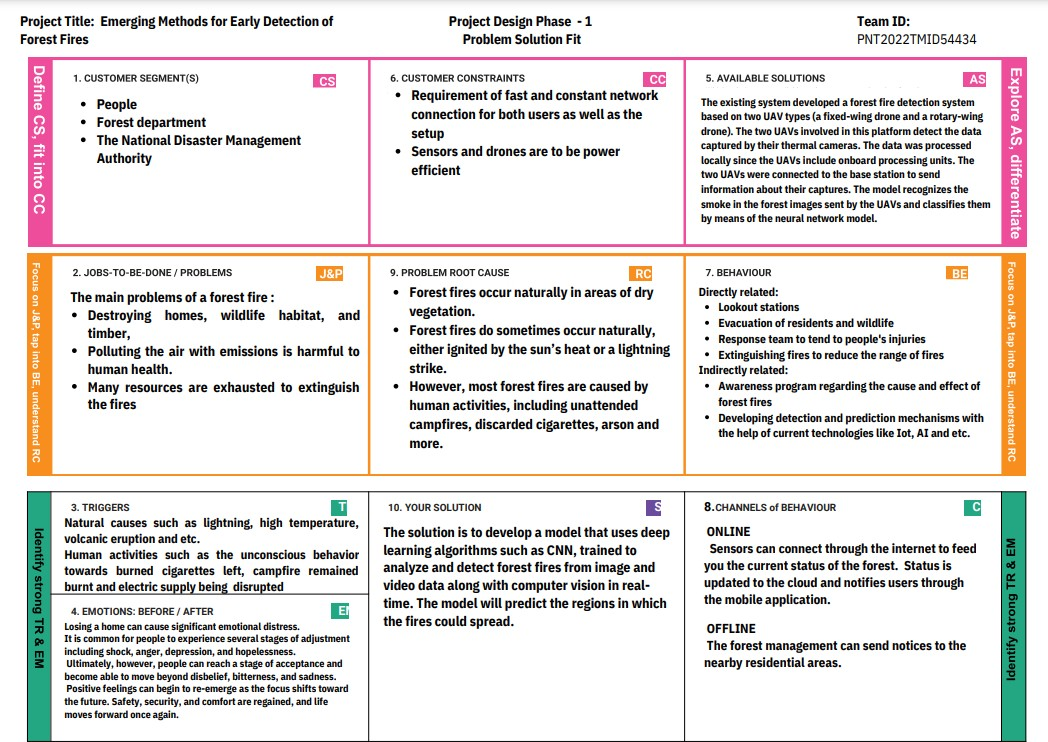 Project Title:  Emerging Methods for Early Detection of
Forest Fires
Project Design Phase  - 1
Problem Solution Fit
Team ID:
PNT2022TMID54434
Define CS, fit into CC
1. CUSTOMER SEGMENT(S)
CS
• People
• Forest department
• The National Disaster Management
Authority
6. CUSTOMER CONSTRAINTS
CC
• Requirement of fast and constant network
connection for both users as well as the
setup
• Sensors and drones are to be power
efficient
5. AVAILABLE SOLUTIONS
AS
The existing system developed a forest fire detection system
based on two UAV types (a fixed-wing drone and a rotary-wing
drone). The two UAVs involved in this platform detect the data
captured by their thermal cameras. The data was processed
locally since the UAVs include onboard processing units. The
two UAVs were connected to the base station to send
information about their captures. The model recognizes the
smoke in the forest images sent by the UAVs and classifies them
by means of the neural network model.
Explore AS, differentiate
Focus on J&P, tap into BE, understand RC
2. JOBS-TO-BE-DONE / PROBLEMS
J&P
The main problems of a forest fire :
• Destroying homes, wildlife habitat, and
timber,
• Polluting the air with emissions is harmful to
human health.
• Many resources are exhausted to extinguish
the fires
9. PROBLEM ROOT CAUSE
RC
• Forest fires occur naturally in areas of dry
vegetation.
• Forest fires do sometimes occur naturally,
either ignited by the sun's heat or a lightning
strike.
• However, most forest fires are caused by
human activities, including unattended
campfires, discarded cigarettes, arson and
more.
7. BEHAVIOUR
BE
Directly related:
• Lookout stations
• Evacuation of residents and wildlife
• Response team to tend to people's injuries
• Extinguishing fires to reduce the range of fires
Indirectly related:
• Awareness program regarding the cause and effect of
forest fires
• Developing detection and prediction mechanisms with
the help of current technologies like Iot, AI and etc.
Focus on J&P, tap into BE, understand RC
Identify strong TR & EM
3. TRIGGERS
T
Natural causes such as lightning, high temperature,
volcanic eruption and etc.
Human activities such as the unconscious behavior
towards burned cigarettes left, campfire remained
burnt and electric supply being  disrupted
4. EMOTIONS: BEFORE / AFTER
E
Losing a home can cause significant emotional distress.
It is common for people to experience several stages of adjustment
including shock, anger, depression, and hopelessness.
Ultimately, however, people can reach a stage of acceptance and
become able to move beyond disbelief, bitterness, and sadness.
Positive feelings can begin to re-emerge as the focus shifts toward
the future. Safety, security, and comfort are regained, and life
moves forward once again.
10. YOUR SOLUTION
S
The solution is to develop a model that uses deep
learning algorithms such as CNN, trained to
analyze and detect forest fires from image and
video data along with computer vision in real-
time. The model will predict the regions in which
the fires could spread.
8.CHANNELS of BEHAVIOUR
C
ONLINE
Sensors can connect through the internet to feed
you the current status of the forest.  Status is
updated to the cloud and notifies users through
the mobile application.
OFFLINE
The forest management can send notices to the
nearby residential areas.
Identify strong TR & EM